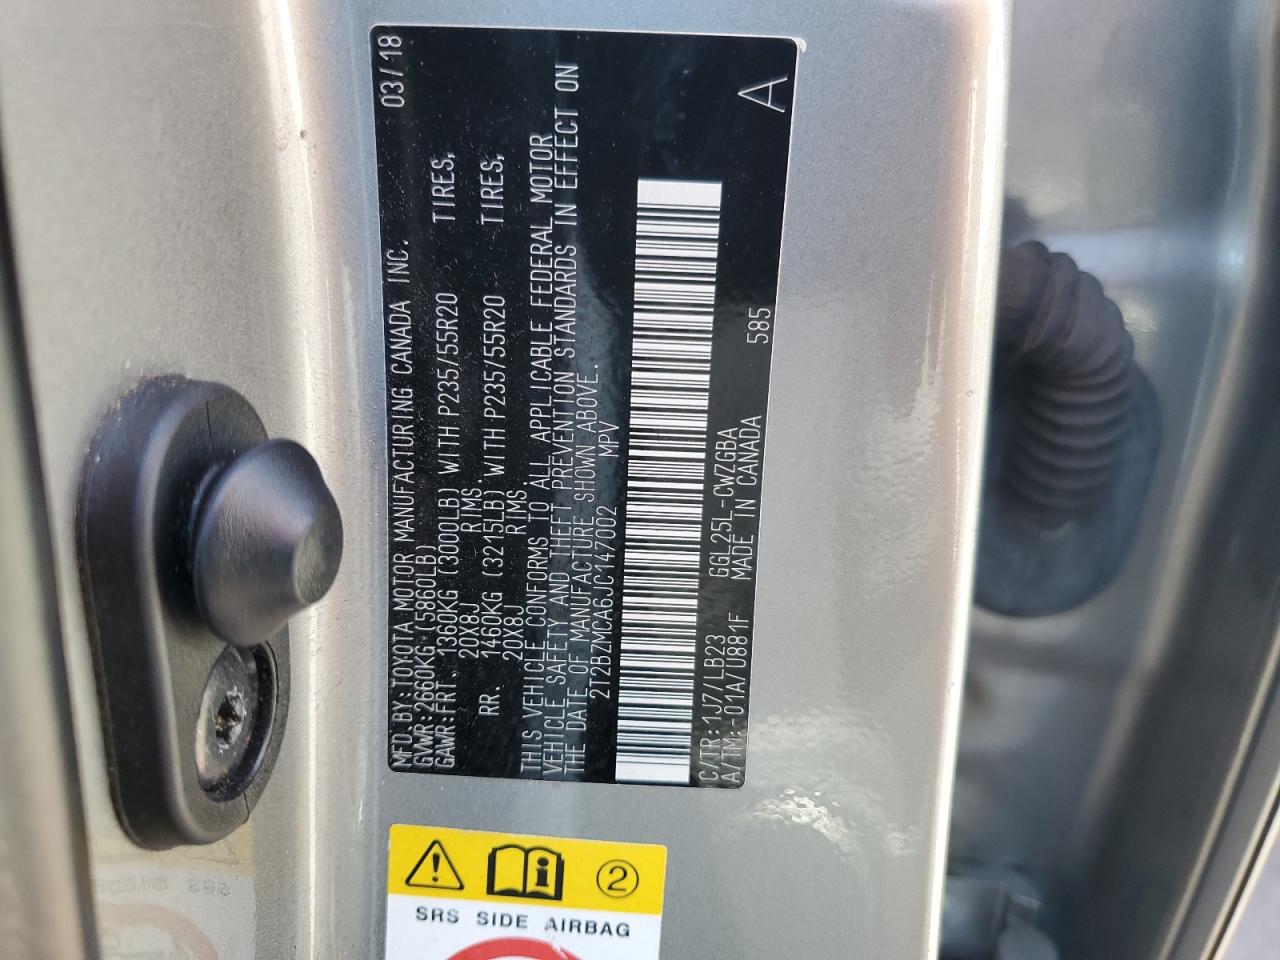 MFD BY: TOYOTA MOTOR MANUFACTURING CANADA INC. 03/18
GVWR: 2660KG (5860LB)
GAWR: FRT. 1360KG (3000LB) WITH P235/55R20 TIRES,
20X8J RIMS.
RR. 1460KG (3215LB) WITH P235/55R20 TIRES,
20X8J RIMS.
THIS VEHICLE CONFORMS TO ALL APPLICABLE FEDERAL MOTOR
VEHICLE SAFETY AND THEFT PREVENTION STANDARDS IN EFFECT ON
THE DATE OF MANUFACTURE SHOWN ABOVE.
2T2BZMCA6JC147002 MPV
C/TR: 1J7/LB23 GGL25L-CWZGBA 585
A/TM: -01A/U881F MADE IN CANADA
A
2
SRS SIDE AIRBAG